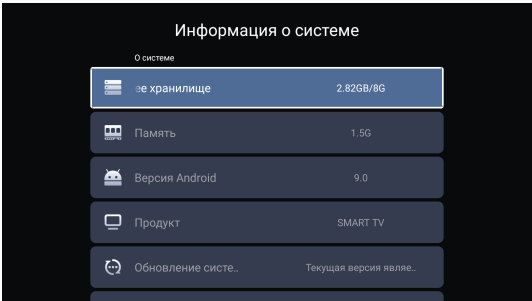 Информация о системе
О системе
ее хранилище 2.82GB/8G
Память 1.5G
Версия Android 9.0
Продукт SMART TV
Обновление систе.. Текущая версия являе..